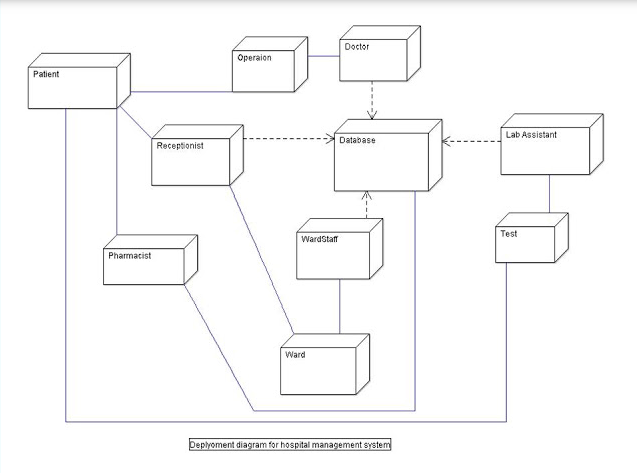 Operaion
Doctor
Patient
Receptionist
Database
Lab Assistant
WardStaff
Test
Pharmacist
Ward
Deplyoment diagram for hospital management system